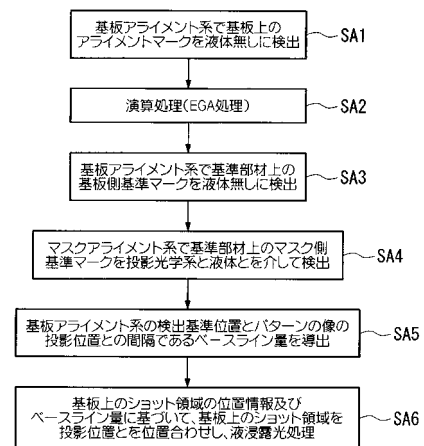 基板アライメント系で基板上の
アライメントマークを液体無しに検出
SA1
演算処理(EGA処理)
SA2
基板アライメント系で基準部材上の
基板側基準マークを液体無しに検出
SA3
マスクアライメント系で基準部材上のマスク側
基準マークを投影光学系と液体とを介して検出
SA4
基板アライメント系の検出基準位置とパターンの像の
投影位置との間隔であるベースライン量を導出
SA5
基板上のショット領域の位置情報及び
ベースライン量に基づいて、基板上のショット領域を
投影位置とを位置合わせし、液浸露光処理
SA6